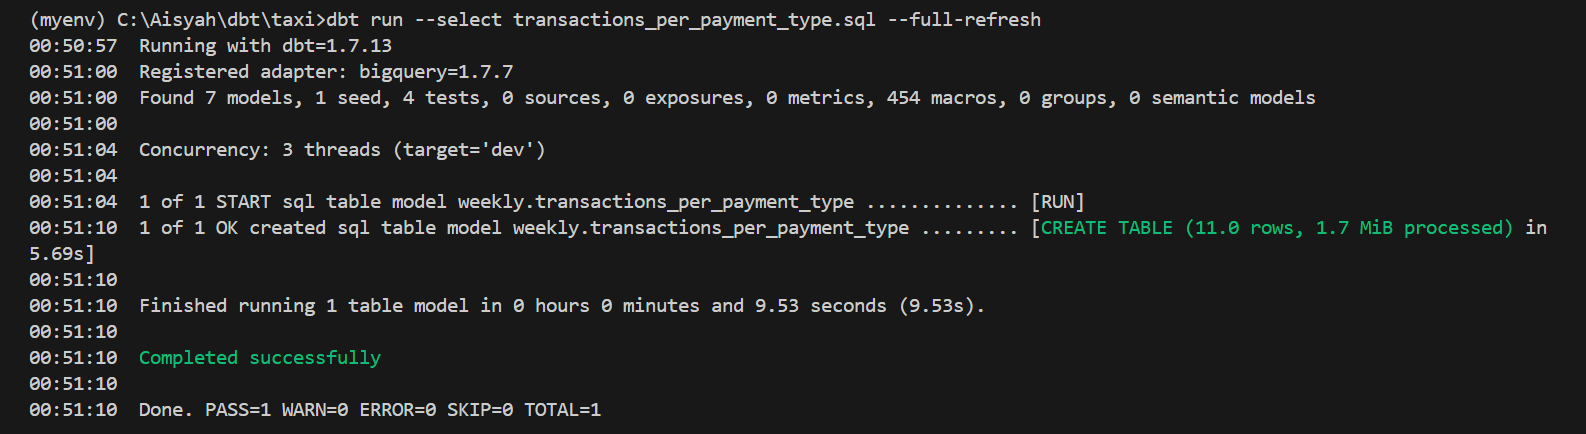 (myenv) C:\Aisyah\dbt\taxi>dbt run --select transactions_per_payment_type.sql --full-refresh
00:50:57  Running with dbt=1.7.13
00:51:00  Registered adapter: bigquery=1.7.7
00:51:00  Found 7 models, 1 seed, 4 tests, 0 sources, 0 exposures, 0 metrics, 454 macros, 0 groups, 0 semantic models
00:51:00
00:51:04  Concurrency: 3 threads (target='dev')
00:51:04
00:51:04  1 of 1 START sql table model weekly.transactions_per_payment_type .............. [RUN]
00:51:10  1 of 1 OK created sql table model weekly.transactions_per_payment_type ......... [CREATE TABLE (11.0 rows, 1.7 MiB processed) in
5.69s]
00:51:10
00:51:10  Finished running 1 table model in 0 hours 0 minutes and 9.53 seconds (9.53s).
00:51:10
00:51:10  Completed successfully
00:51:10
00:51:10  Done. PASS=1 WARN=0 ERROR=0 SKIP=0 TOTAL=1